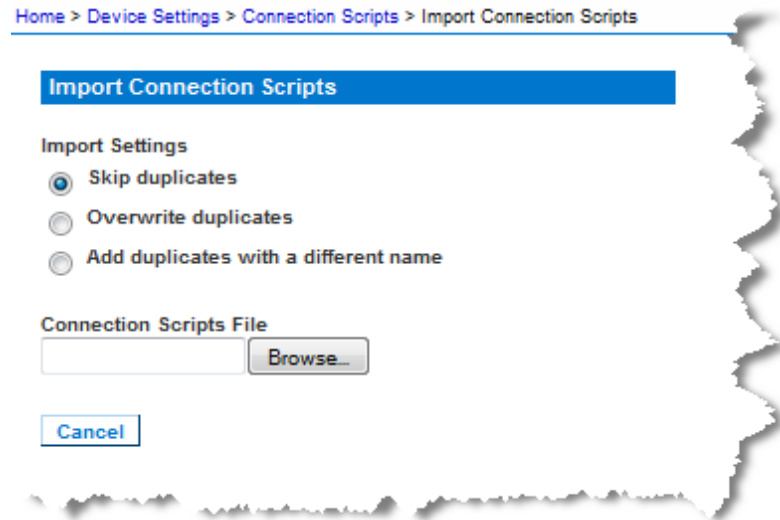 Home > Device Settings > Connection Scripts > Import Connection Scripts
Import Connection Scripts
Import Settings
Skip duplicates
Overwrite duplicates
Add duplicates with a different name
Connection Scripts File
Browse...
Cancel